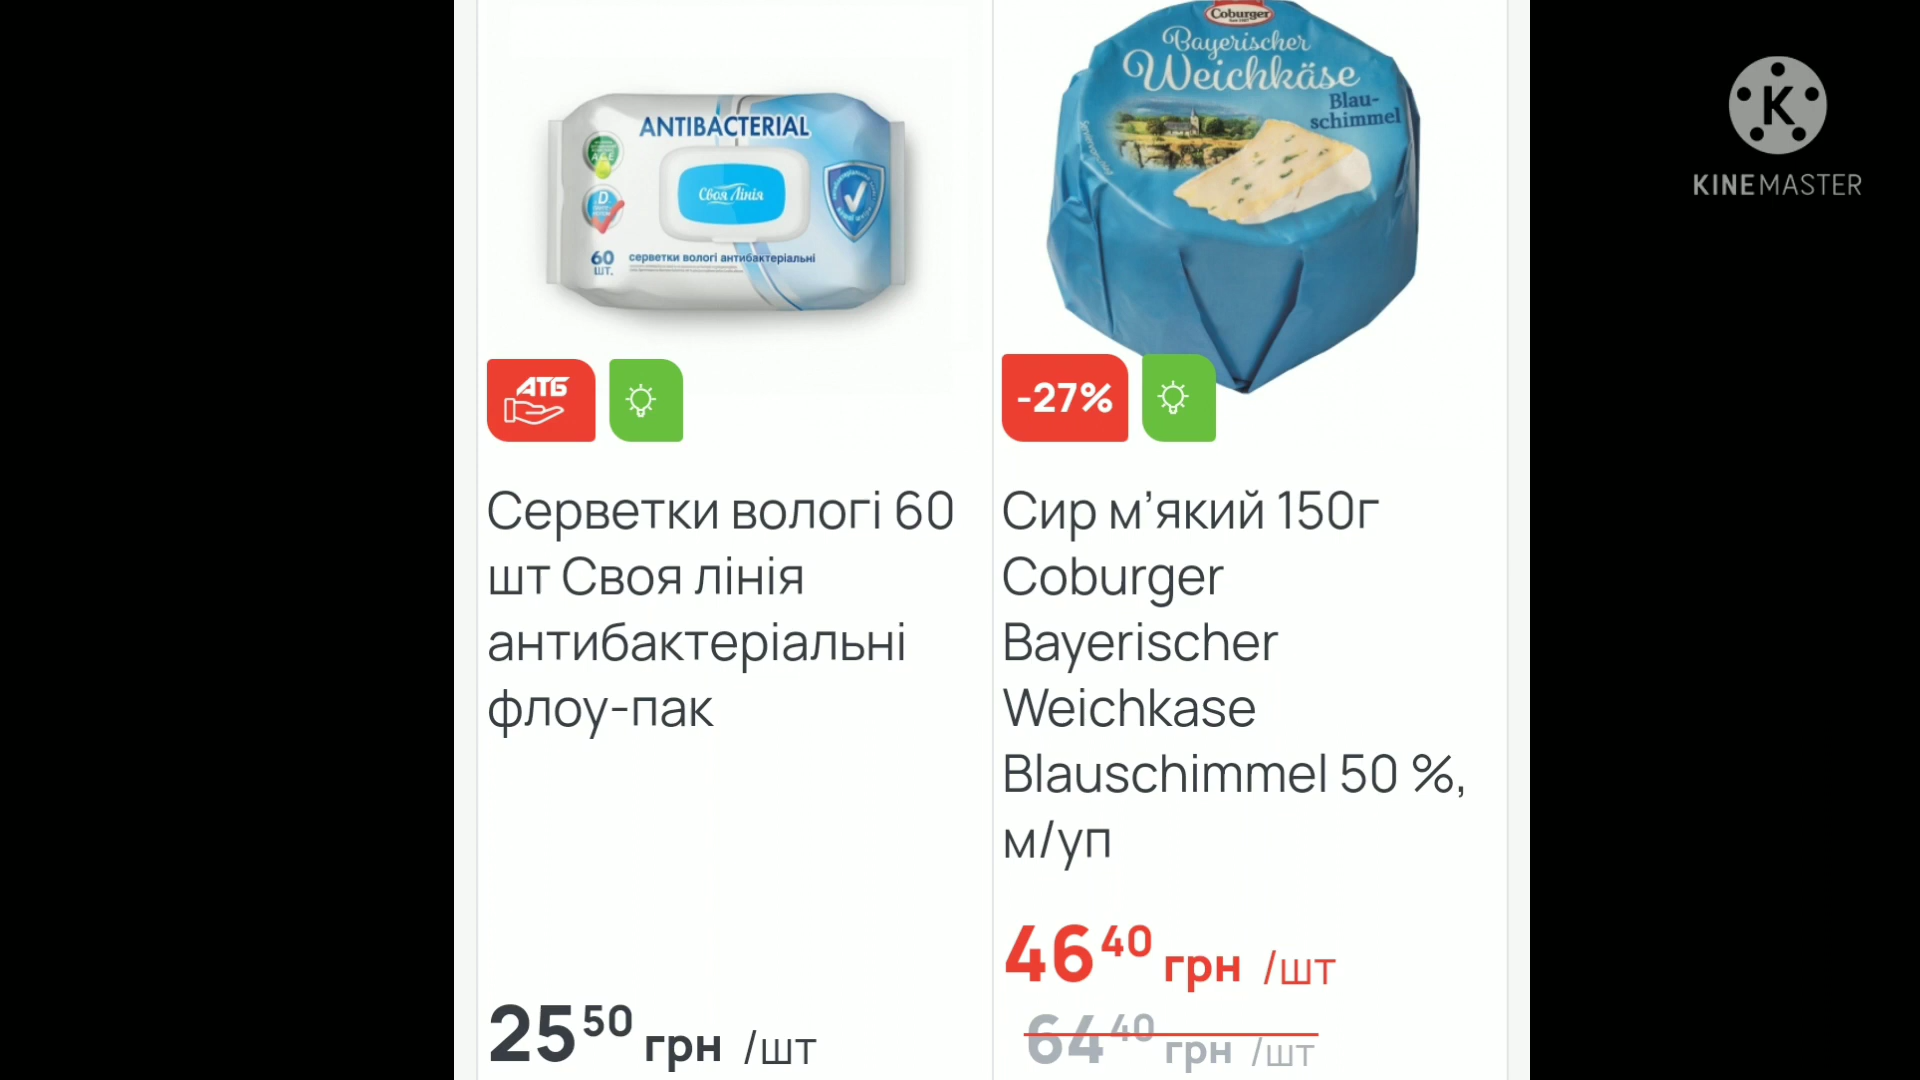 ANTIBACTERIAL
Своя Лінія
D
60
ШТ.
серветки вологі антибактеріальні
АТБ
Серветки вологі 60
шт Своя лінія
антибактеріальні
флоу-пак
25 50 грн /шт
Coburger
Bayerischer
Weichkäse
Blau-
schimmel
-27%
Сир м’який 150г
Coburger
Bayerischer
Weichkase
Blauschimmel 50 %,
м/уп
46 40 грн /шт
64 40 грн /шт
K
KINEMASTER